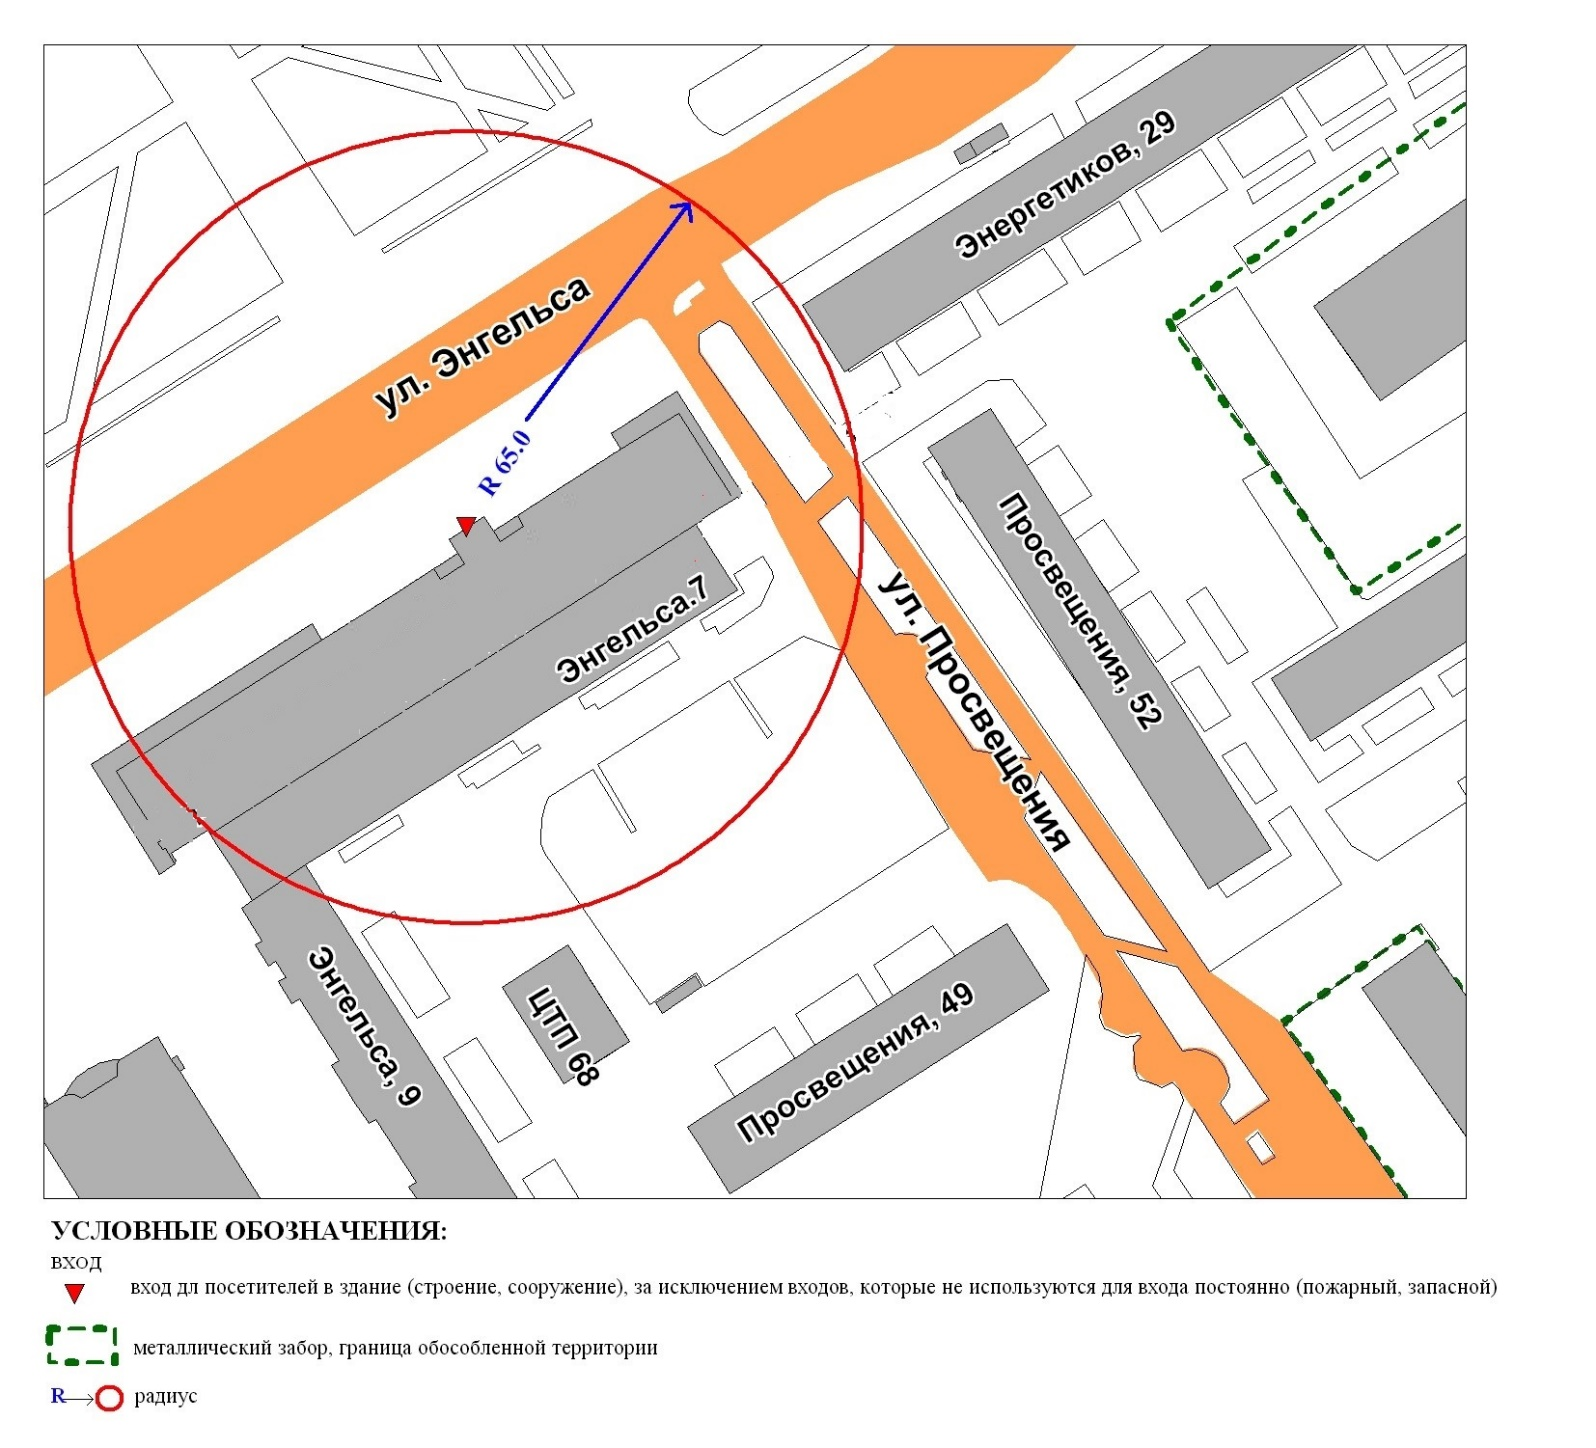 Энергетиков, 29
ул. Энгельса
R 65.0
Просвещения, 52
Энгельса.7
ул. Просвещения
Энгельса, 9
ЦТП 68
Просвещения, 49
УСЛОВНЫЕ ОБОЗНАЧЕНИЯ:
ВХОД
вход дл посетителей в здание (строение, сооружение), за исключением входов, которые не используются для входа постоянно (пожарный, запасной)
металлический забор, граница обособленной территории
R радиус